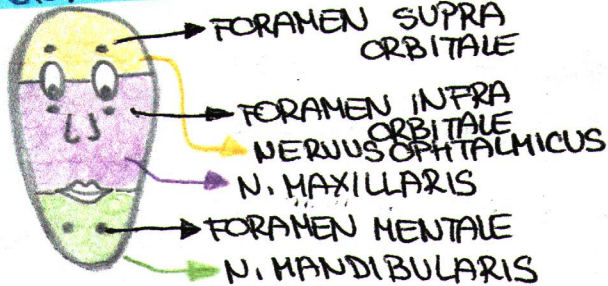 FORAMEN SUPRA
ORBITALE
FORAMEN INFRA
ORBITALE
NERVUS OPHTALMICUS
N. MAXILLARIS
FORAMEN MENTALE
N. MANDIBULARIS